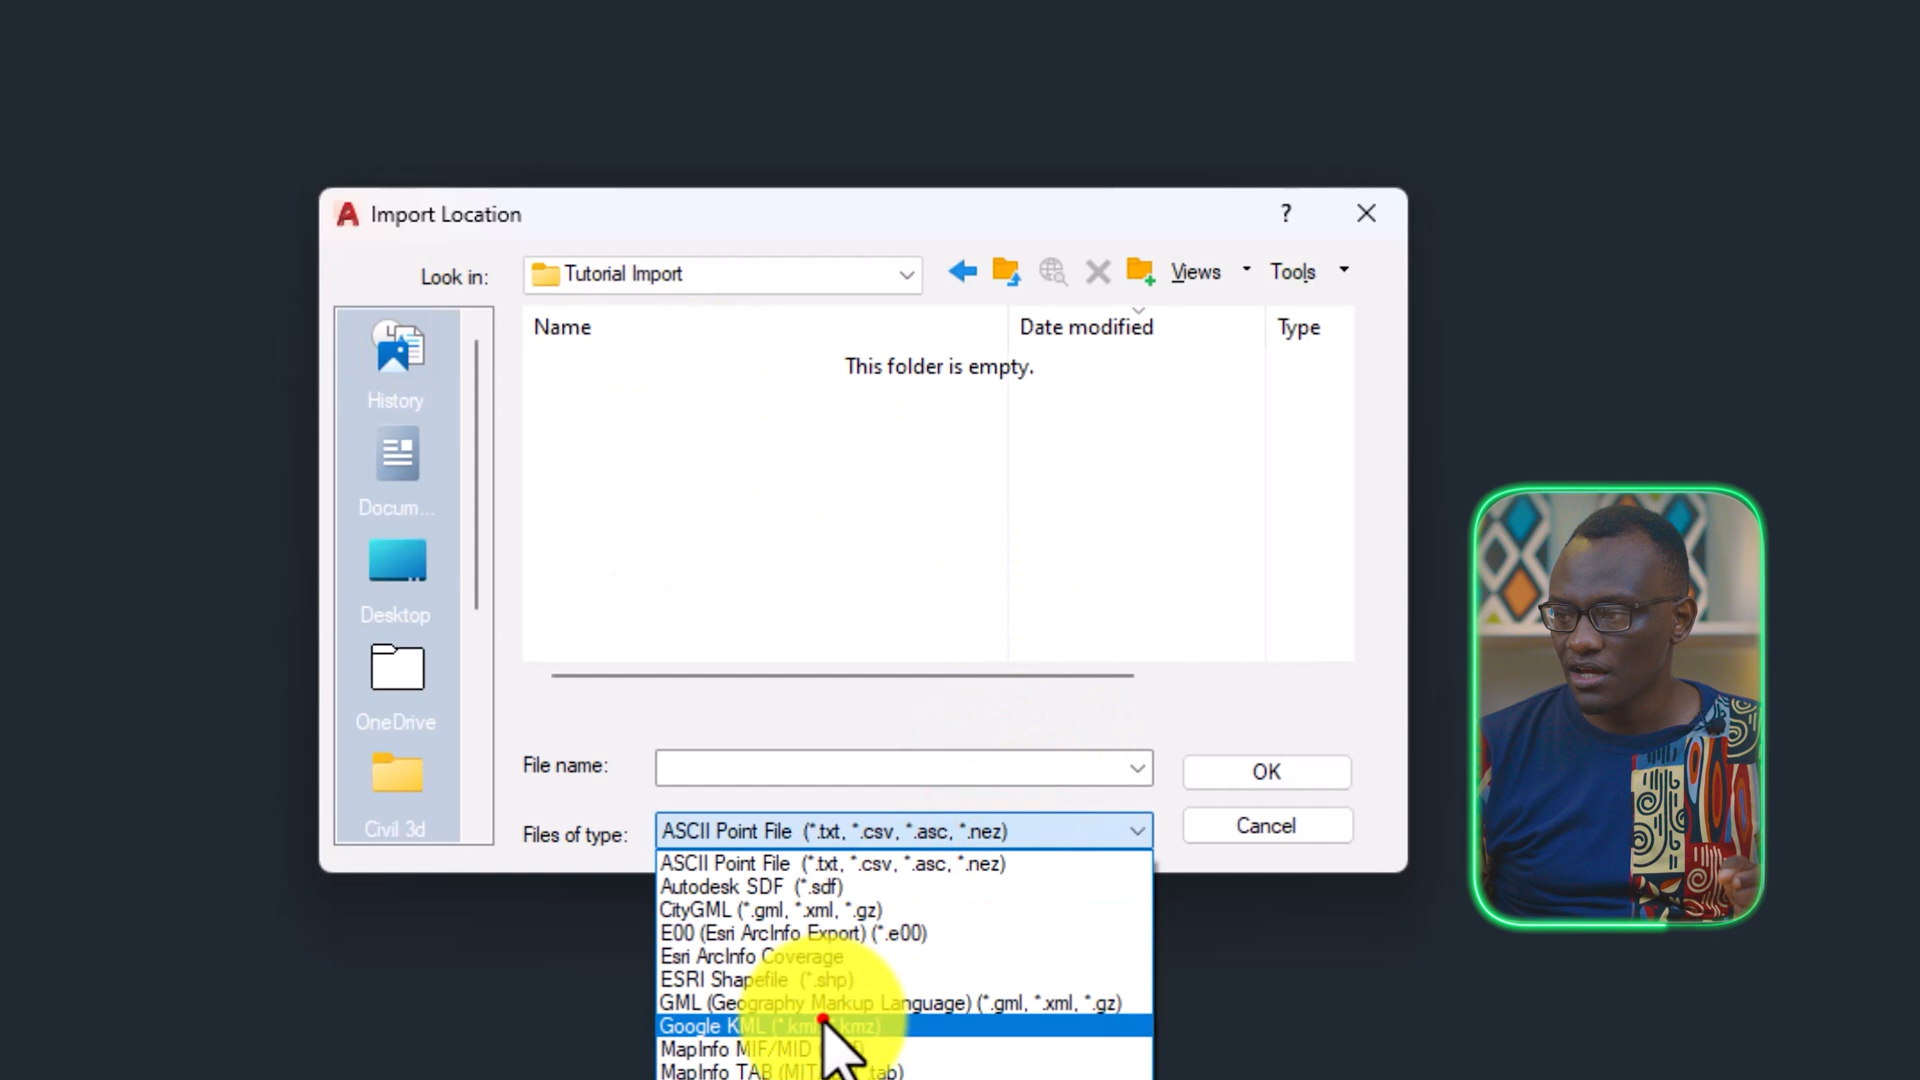 Import Location
?
Look in:
Tutorial Import
Views
Tools
Name
Date modified
Type
This folder is empty.
History
Docum...
Desktop
OneDrive
Civil 3d
File name:
OK
Files of type:
ASCII Point File (*.txt, *.csv, *.asc, *.nez)
Cancel
ASCII Point File (*.txt, *.csv, *.asc, *.nez)
Autodesk SDF (*.sdf)
CityGML (*.gml, *.xml, *.gz)
E00 (Esri ArcInfo Export) (*.e00)
Esri ArcInfo Coverage
ESRI Shapefile (*.shp)
GML (Geography Markup Language) (*.gml, *.xml, *.gz)
Google KML (*.kml, *.kmz)
MapInfo MIF/MID
MapInfo TAB .tab)